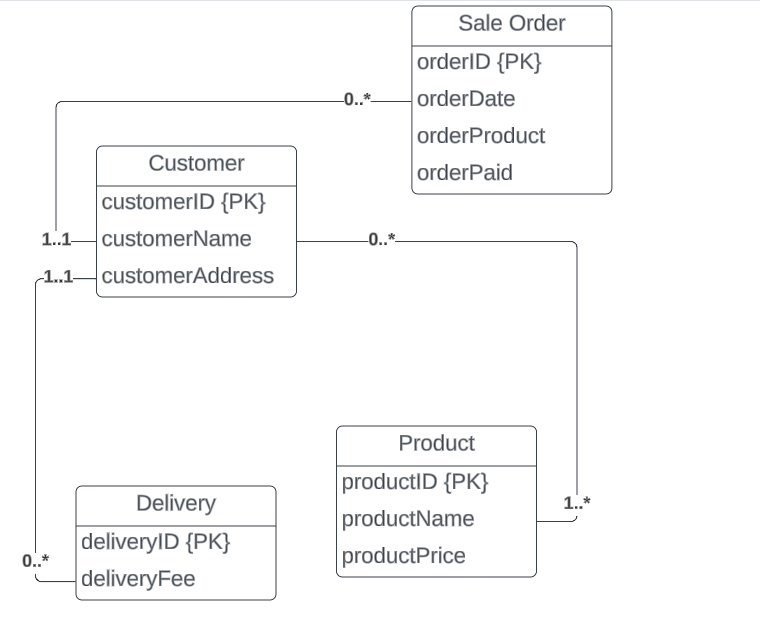 Sale Order
orderID {PK}
orderDate
orderProduct
orderPaid
0..*
Customer
customerID {PK}
customerName
customerAddress
1..1
1..1
0..*
Product
productID {PK}
productName
productPrice
1..*
Delivery
deliveryID {PK}
deliveryFee
0..*